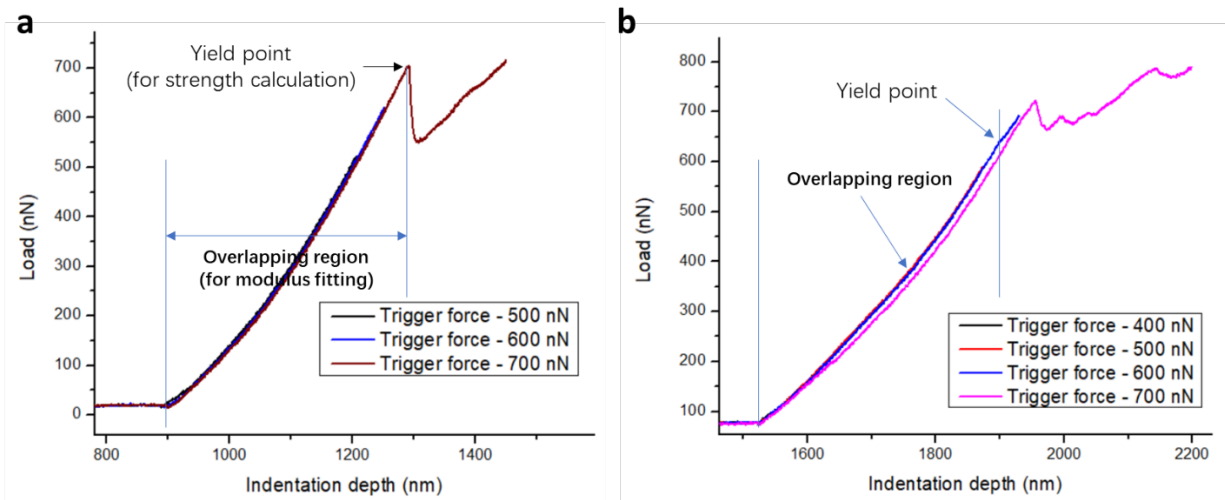 a
Yield point
(for strength calculation)
Overlapping region
(for modulus fitting)
Trigger force - 500 nN
Trigger force - 600 nN
Trigger force - 700 nN
Load (nN)
700
600
500
400
300
200
100
0
800
1000
1200
1400
Indentation depth (nm)
b
Yield point
Overlapping region
Trigger force - 400 nN
Trigger force - 500 nN
Trigger force - 600 nN
Trigger force - 700 nN
Load (nN)
800
700
600
500
400
300
200
100
1600
1800
2000
2200
Indentation depth (nm)